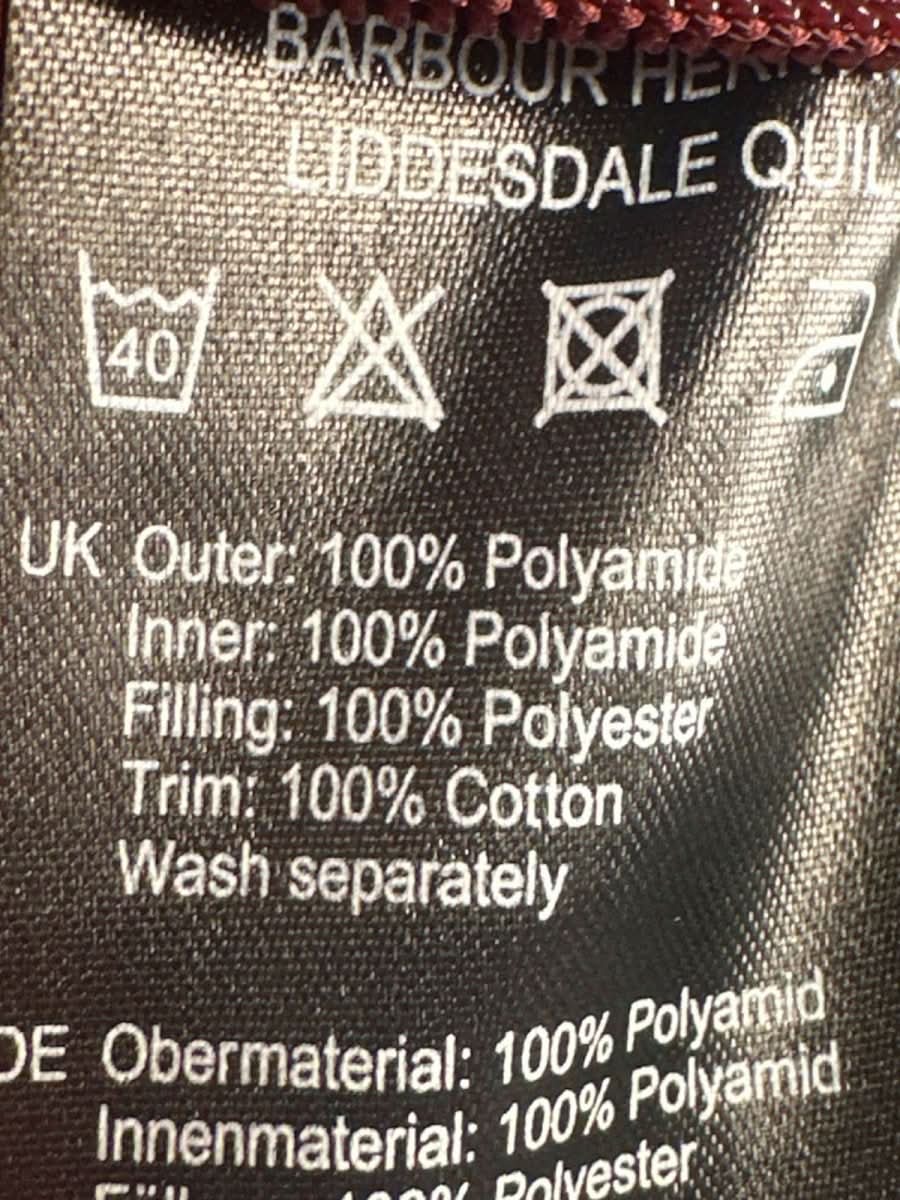 BARBOUR
LIDDESDALE
40
UK Outer: 100% Polyamide
Inner: 100% Polyamide
Filling: 100% Polyester
Trim: 100% Cotton
Wash separately
DE Obermaterial: 100% Polyamid
Innenmaterial: 100% Polyamid
Polyester